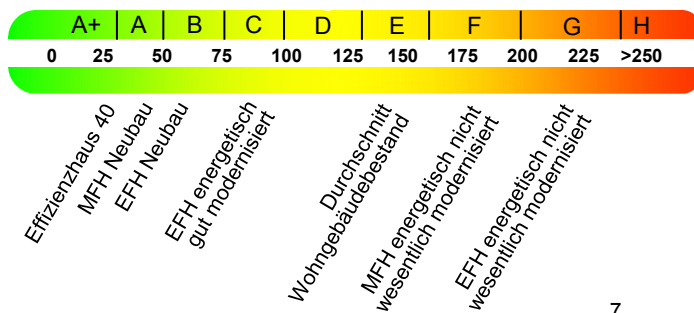 A+ A B C D E F G H
0 25 50 75 100 125 150 175 200 225 >250
Effizienzhaus 40
MFH Neubau
EFH Neubau
EFH energetisch
gut modernisiert
Durchschnitt
Wohngebäudebestand
MFH energetisch nicht
wesentlich modernisiert
EFH energetisch nicht
wesentlich modernisiert
7